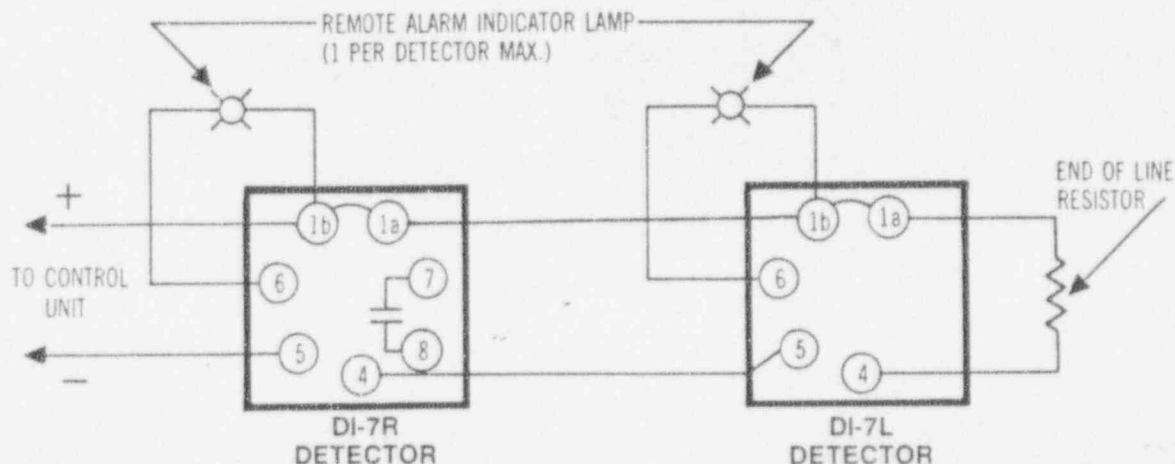 REMOTE ALARM INDICATOR LAMP
(1 PER DETECTOR MAX.)
END OF LINE
RESISTOR
+
1b 1a
1b 1a
TO CONTROL
UNIT
6
7
6
5
8
4
5
4
−
DI-7R
DETECTOR
DI-7L
DETECTOR